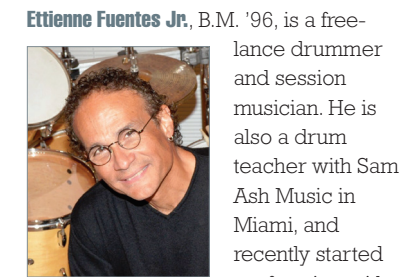 Ettienne Fuentes Jr., B.M. ’96, is a free-
lance drummer
and session
musician. He is
also a drum
teacher with Sam
Ash Music in
Miami, and
recently started